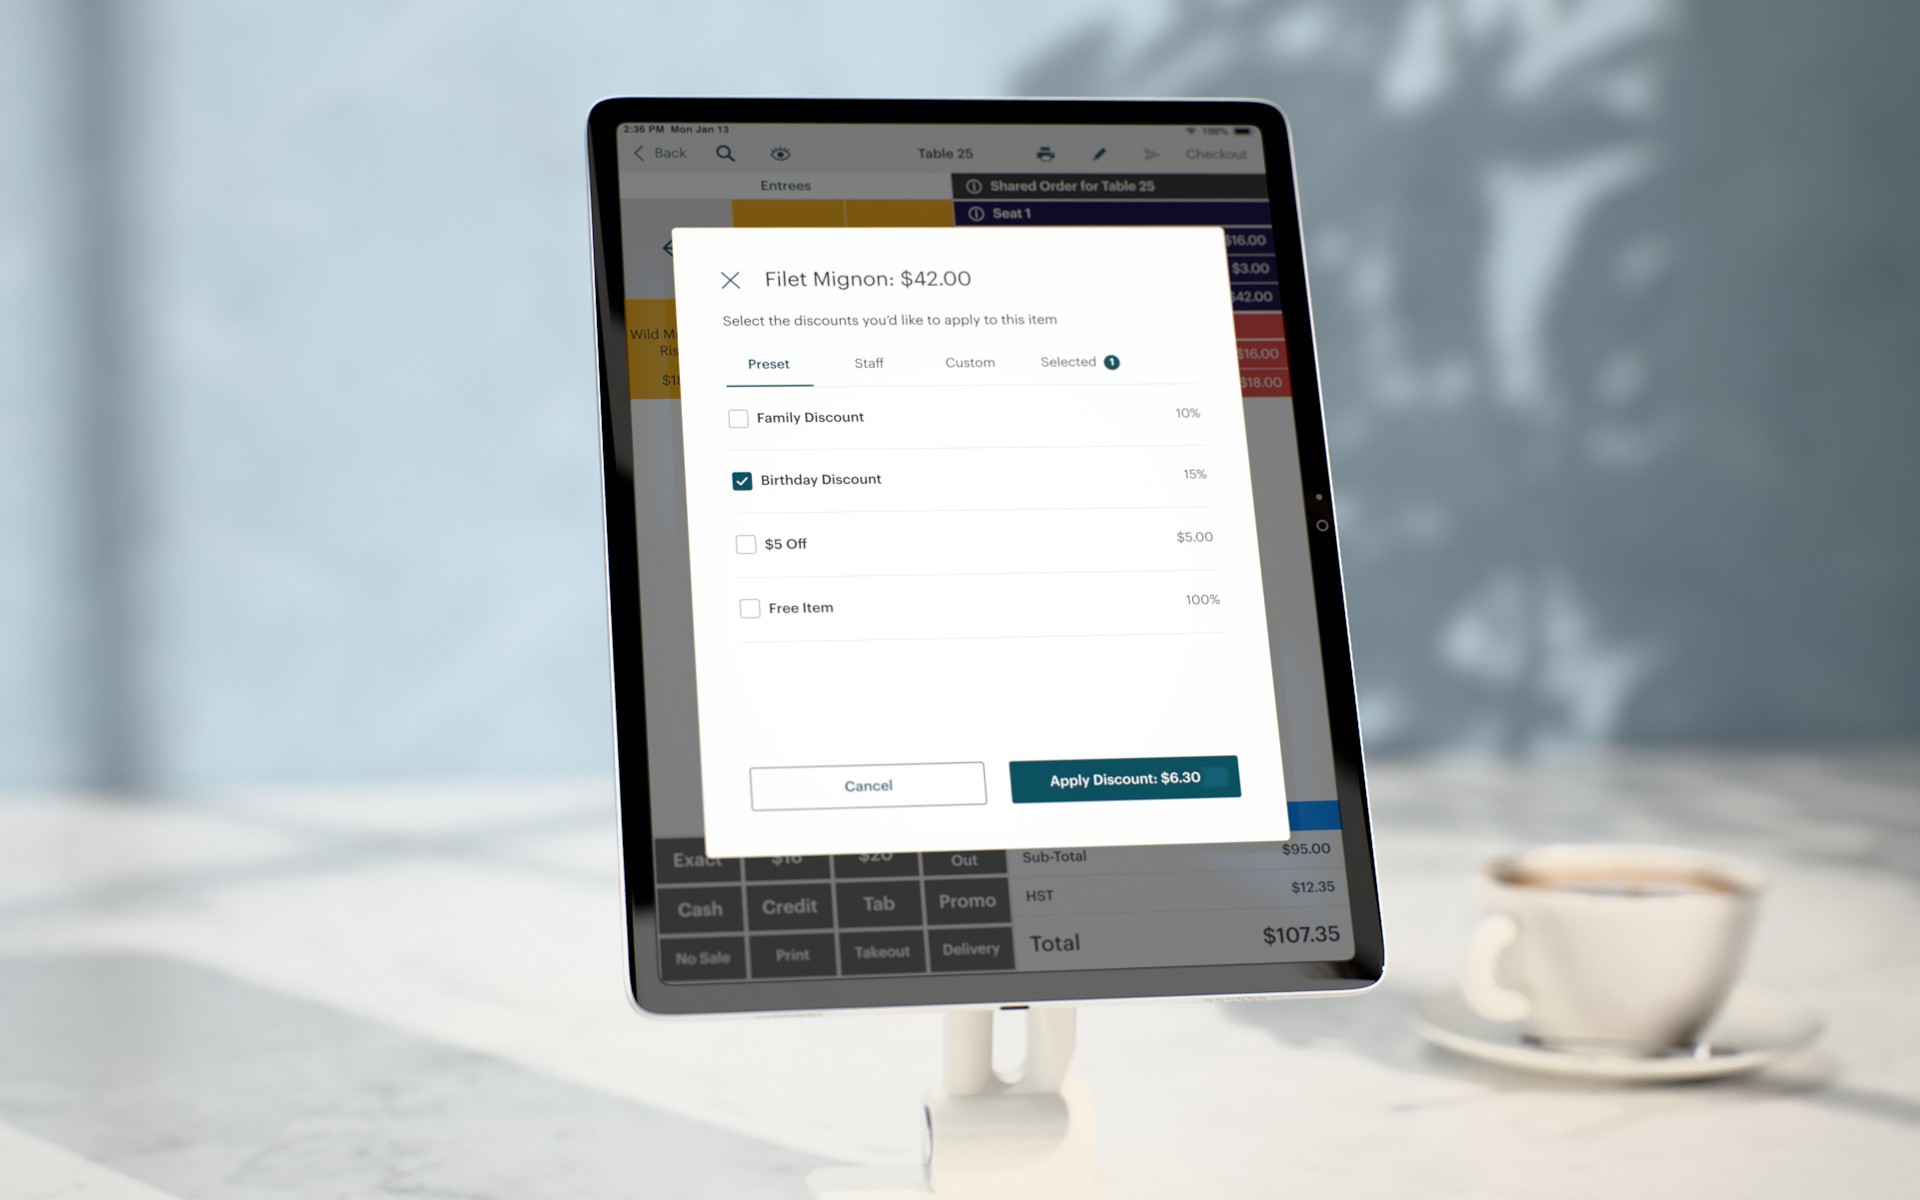 2:36 PM Mon Jan 13
100%
Back
Table 25
Checkout
Entrees
Shared Order for Table 25
Seat 1
$16.00
$3.00
$42.00
Wild
$16.00
$18.00
Filet Mignon: $42.00
Select the discounts you'd like to apply to this item
Preset Staff Custom Selected 1
Family Discount 10%
Birthday Discount 15%
$5 Off $5.00
Free Item 100%
Cancel
Apply Discount: $6.30
Exact $10 $20 Out
Cash Credit Tab Promo
No Sale Print Takeout Delivery
Sub-Total $95.00
HST $12.35
Total $107.35